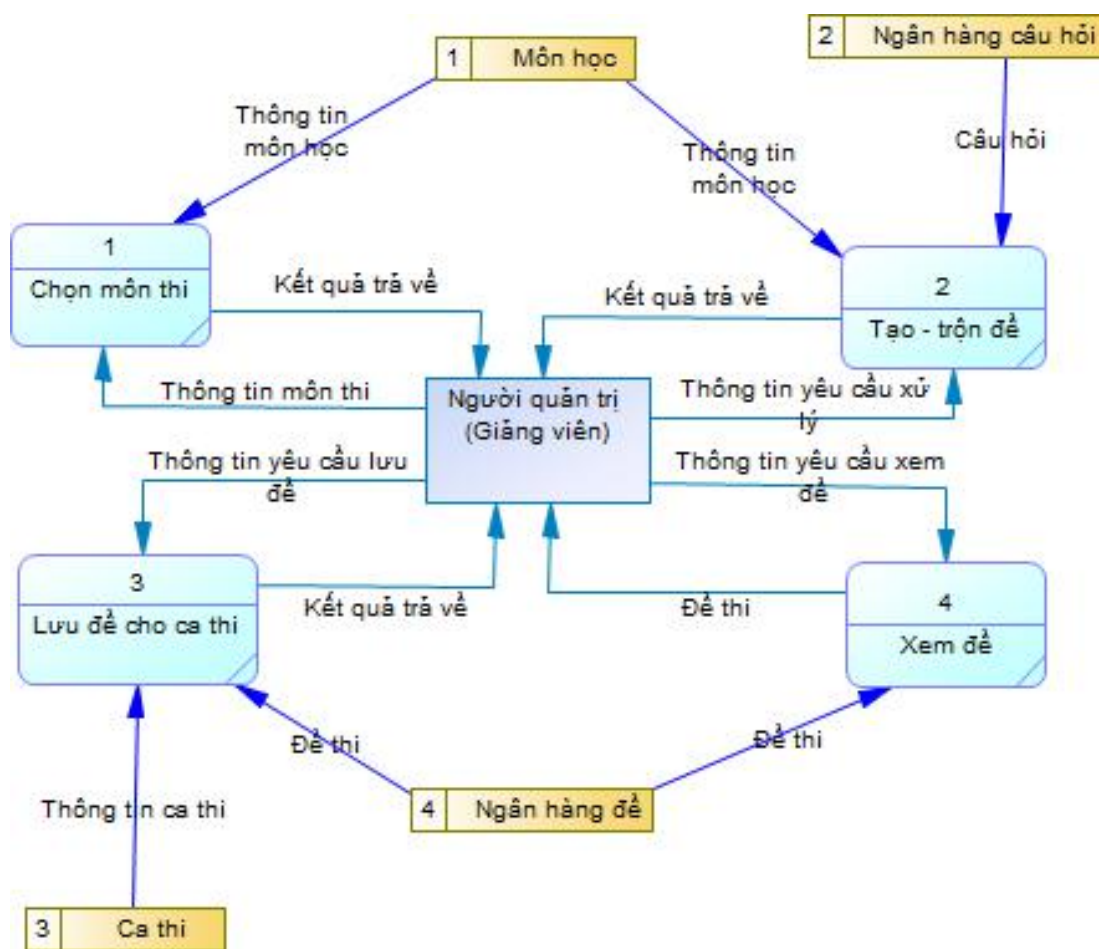 1 Môn học
2 Ngân hàng câu hỏi
Thông tin
môn học
Thông tin
môn học
Câu hỏi
1
Chọn môn thi
Kết quả trả về
Kết quả trả về
2
Tạo - trộn đề
Thông tin môn thi
Người quản trị
(Giảng viên)
Thông tin yêu cầu xử
lý
Thông tin yêu cầu lưu
đề
Thông tin yêu cầu xem
đề
3
Lưu đề cho ca thi
Kết quả trả về
Đề thi
4
Xem đề
Đề thi
Đề thi
Thông tin ca thi
4 Ngân hàng đề
3 Ca thi